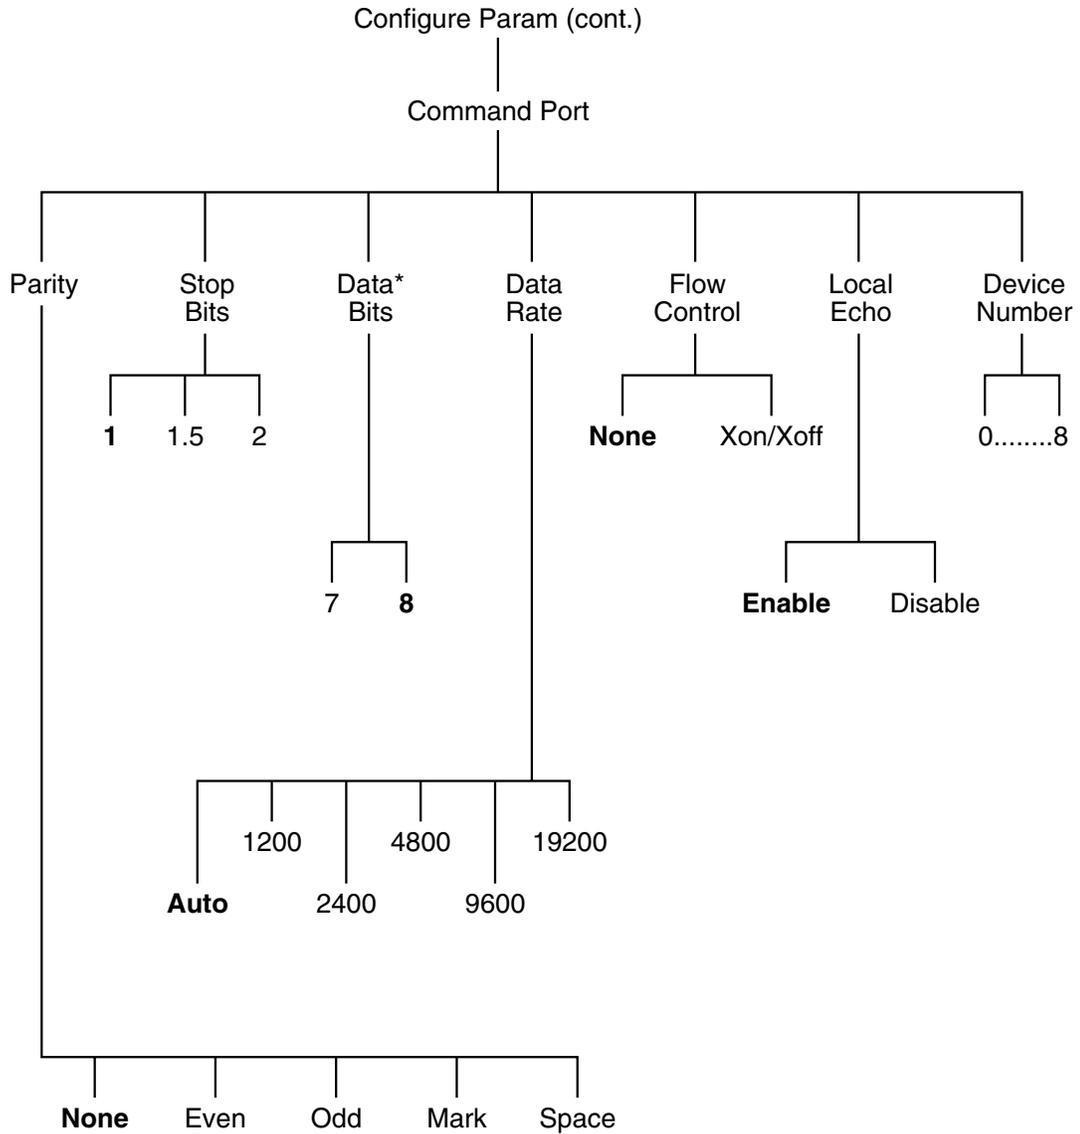 Configure Param (cont.)
Command Port
Parity
Stop
Bits
Data*
Bits
Data
Rate
Flow
Control
Local
Echo
Device
Number
1 1.5 2
None Xon/Xoff
0........8
7 8
Enable Disable
1200 4800 19200
Auto 2400 9600
None Even Odd Mark Space